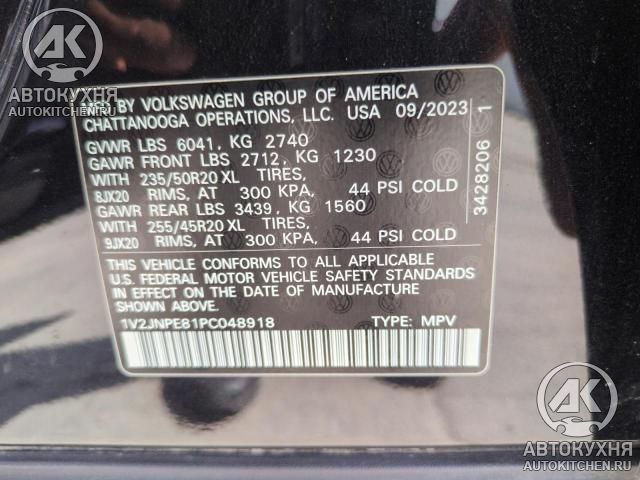 АВТОКУХНЯ
AUTOKITCHEN.RU
MFD BY VOLKSWAGEN GROUP OF AMERICA
CHATTANOOGA OPERATIONS, LLC. USA 09/2023
GVWR LBS 6041, KG 2740
GAWR FRONT LBS 2712, KG 1230
WITH 235/50R20 XL TIRES,
8JX20 RIMS, AT 300 KPA, 44 PSI COLD
GAWR REAR LBS 3439, KG 1560
WITH 255/45R20 XL TIRES,
9JX20 RIMS, AT 300 KPA, 44 PSI COLD
3428206 1
THIS VEHICLE CONFORMS TO ALL APPLICABLE
U.S. FEDERAL MOTOR VEHICLE SAFETY STANDARDS
IN EFFECT ON THE DATE OF MANUFACTURE
SHOWN ABOVE.
1V2JNPE81PC048918 TYPE: MPV
АВТОКУХНЯ
AUTOKITCHEN.RU